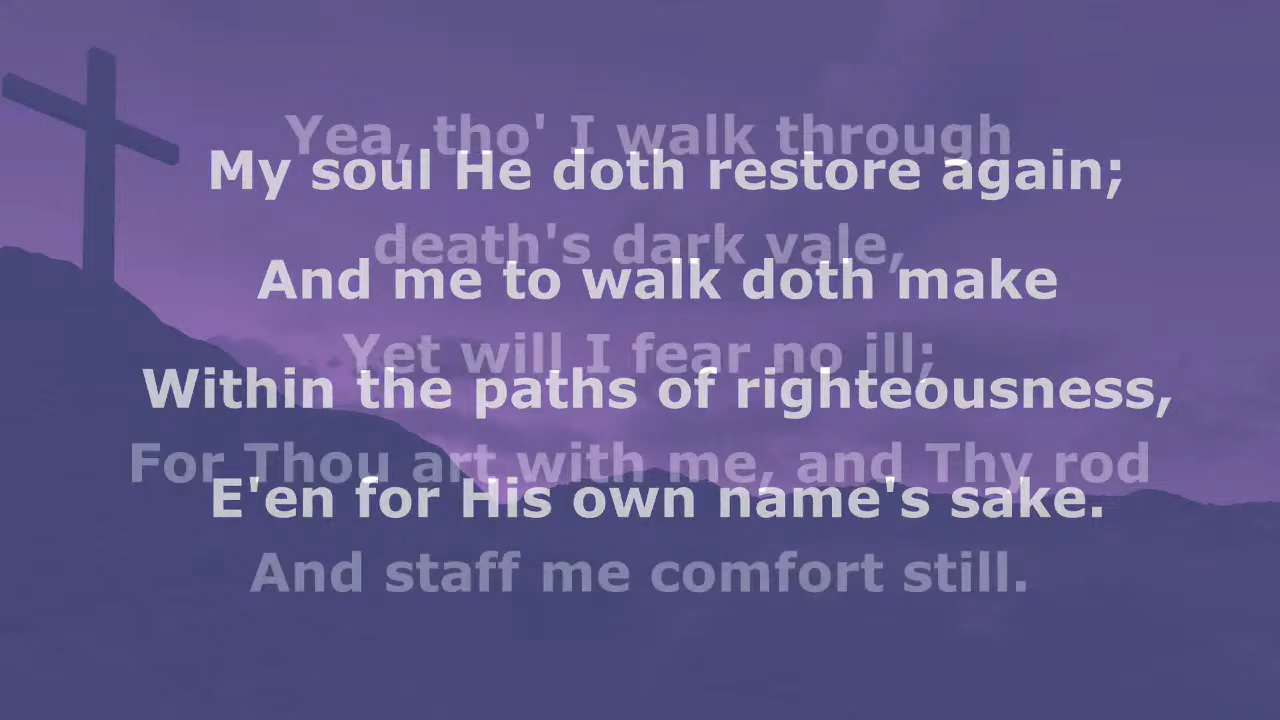 Yea, tho' I walk through
My soul He doth restore again;
death's dark vale,
And me to walk doth make
Yet will I fear no ill;
Within the paths of righteousness,
For Thou art with me, and Thy rod
E'en for His own name's sake.
And staff me comfort still.